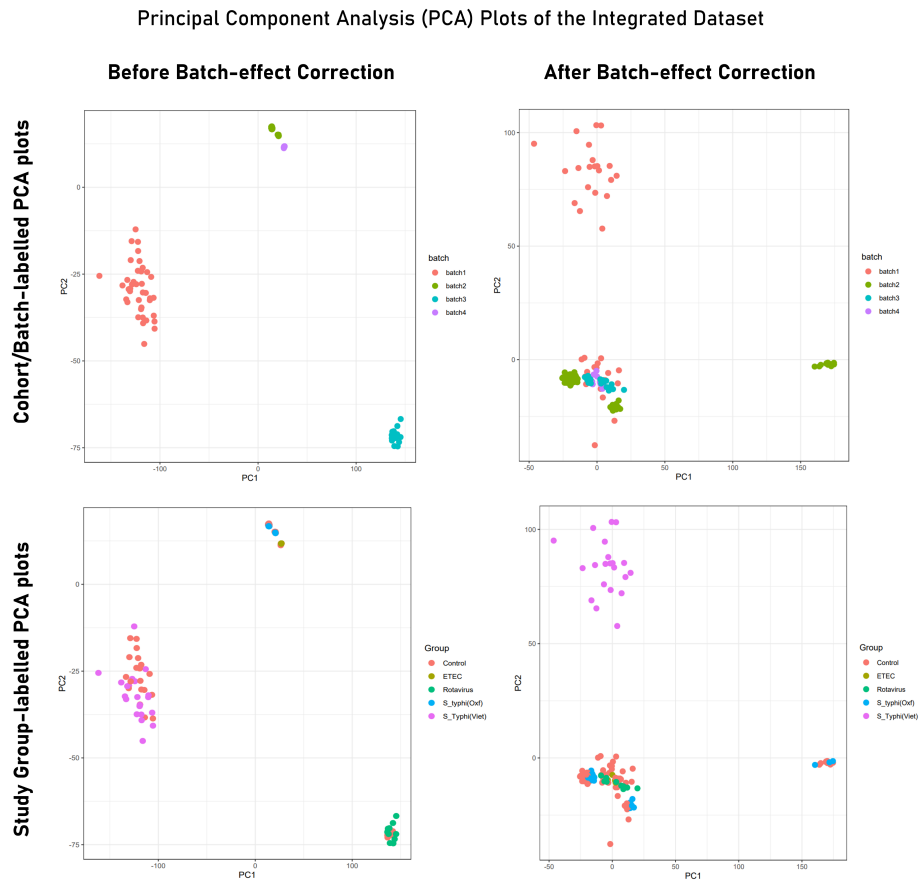 Principal Component Analysis (PCA) Plots of the Integrated Dataset
Before Batch-effect Correction
After Batch-effect Correction
Cohort/Batch-labelled PCA plots
0
-25
-50
-75
PC2
-100
0
100
PC1
batch
batch1
batch2
batch3
batch4
100
50
0
PC2
-50
0
50
100
150
PC1
batch
batch1
batch2
batch3
batch4
Study Group-labelled PCA plots
0
-25
-50
-75
PC2
-100
0
100
PC1
Group
Control
ETEC
Rotavirus
S_typhi(Oxf)
S_Typhi(Viet)
100
50
0
PC2
-50
0
50
100
150
PC1
Group
Control
ETEC
Rotavirus
S_typhi(Oxf)
S_Typhi(Viet)